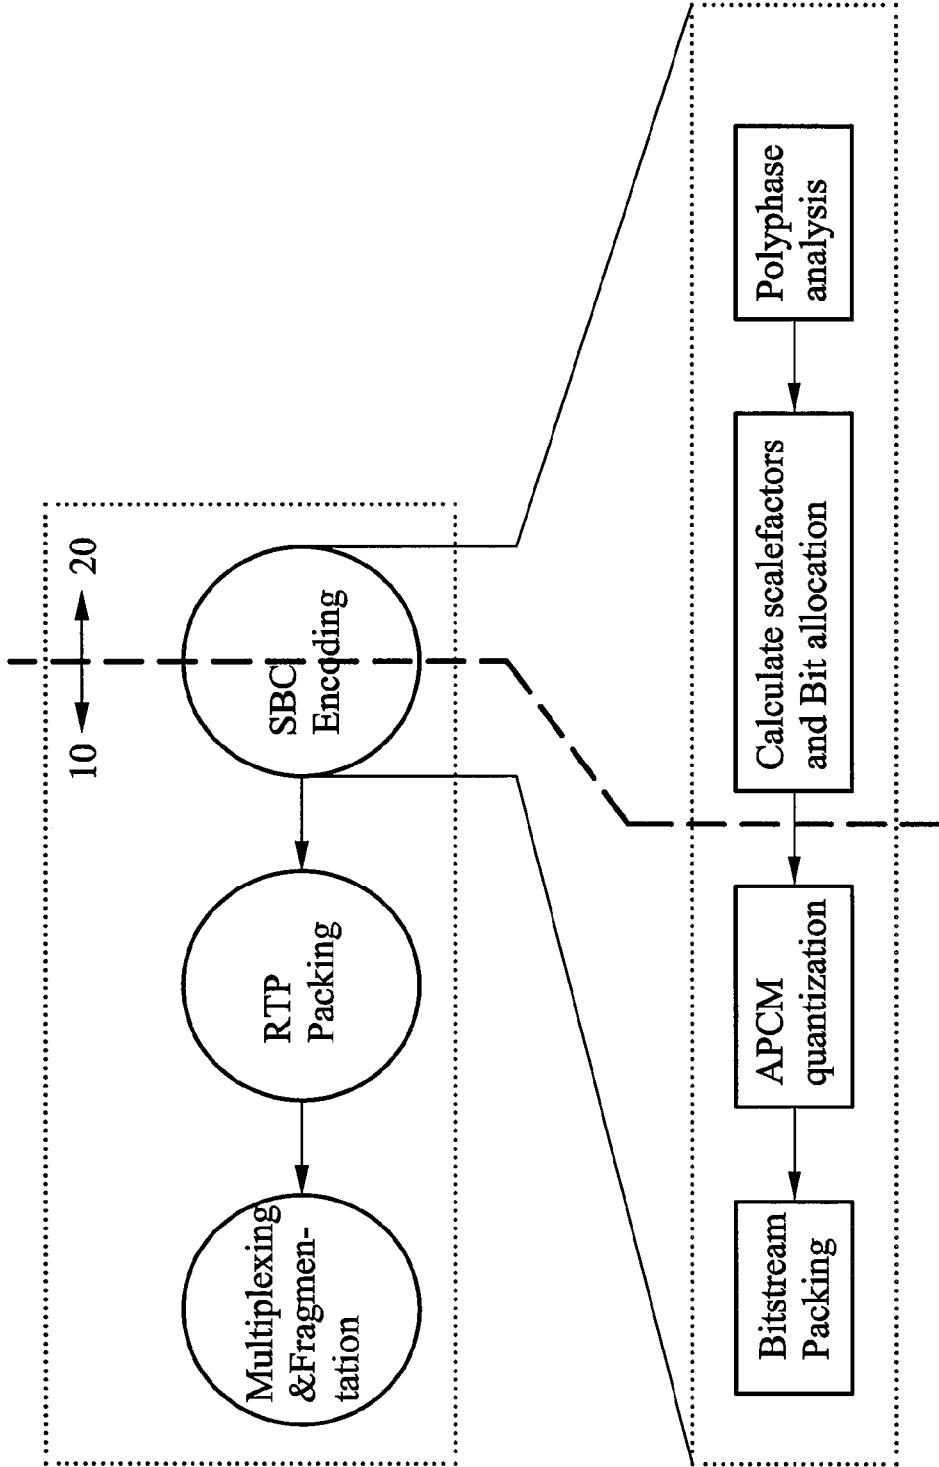 10
20
Multiplexing
&Fragmen-
tation
RTP
Packing
SBC
Encoding
Bitstream
Packing
APCM
quantization
Calculate scalefactors
and Bit allocation
Polyphase
analysis